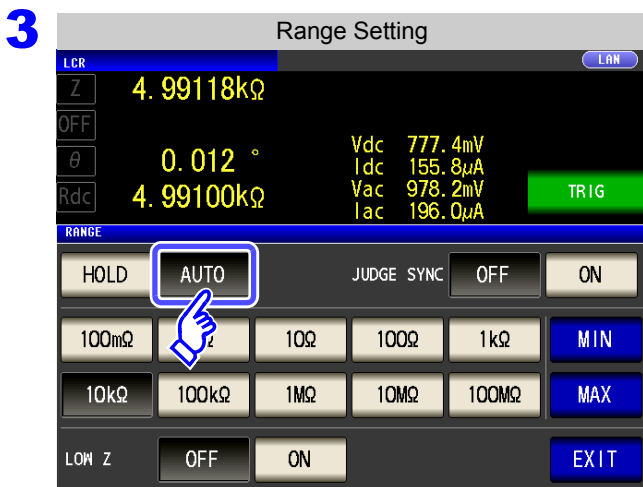 3
Range Setting
LCR LAN
Z 4.99118kΩ
OFF
θ 0.012 °
Rdc 4.99100kΩ
Vdc 777.4mV
Idc 155.8μA
Vac 978.2mV
Iac 196.0μA
TRIG
RANGE
HOLD AUTO JUDGE SYNC OFF ON
100mΩ 10Ω 100Ω 1kΩ MIN
10kΩ 100kΩ 1MΩ 10MΩ 100MΩ MAX
LOW Z OFF ON EXIT